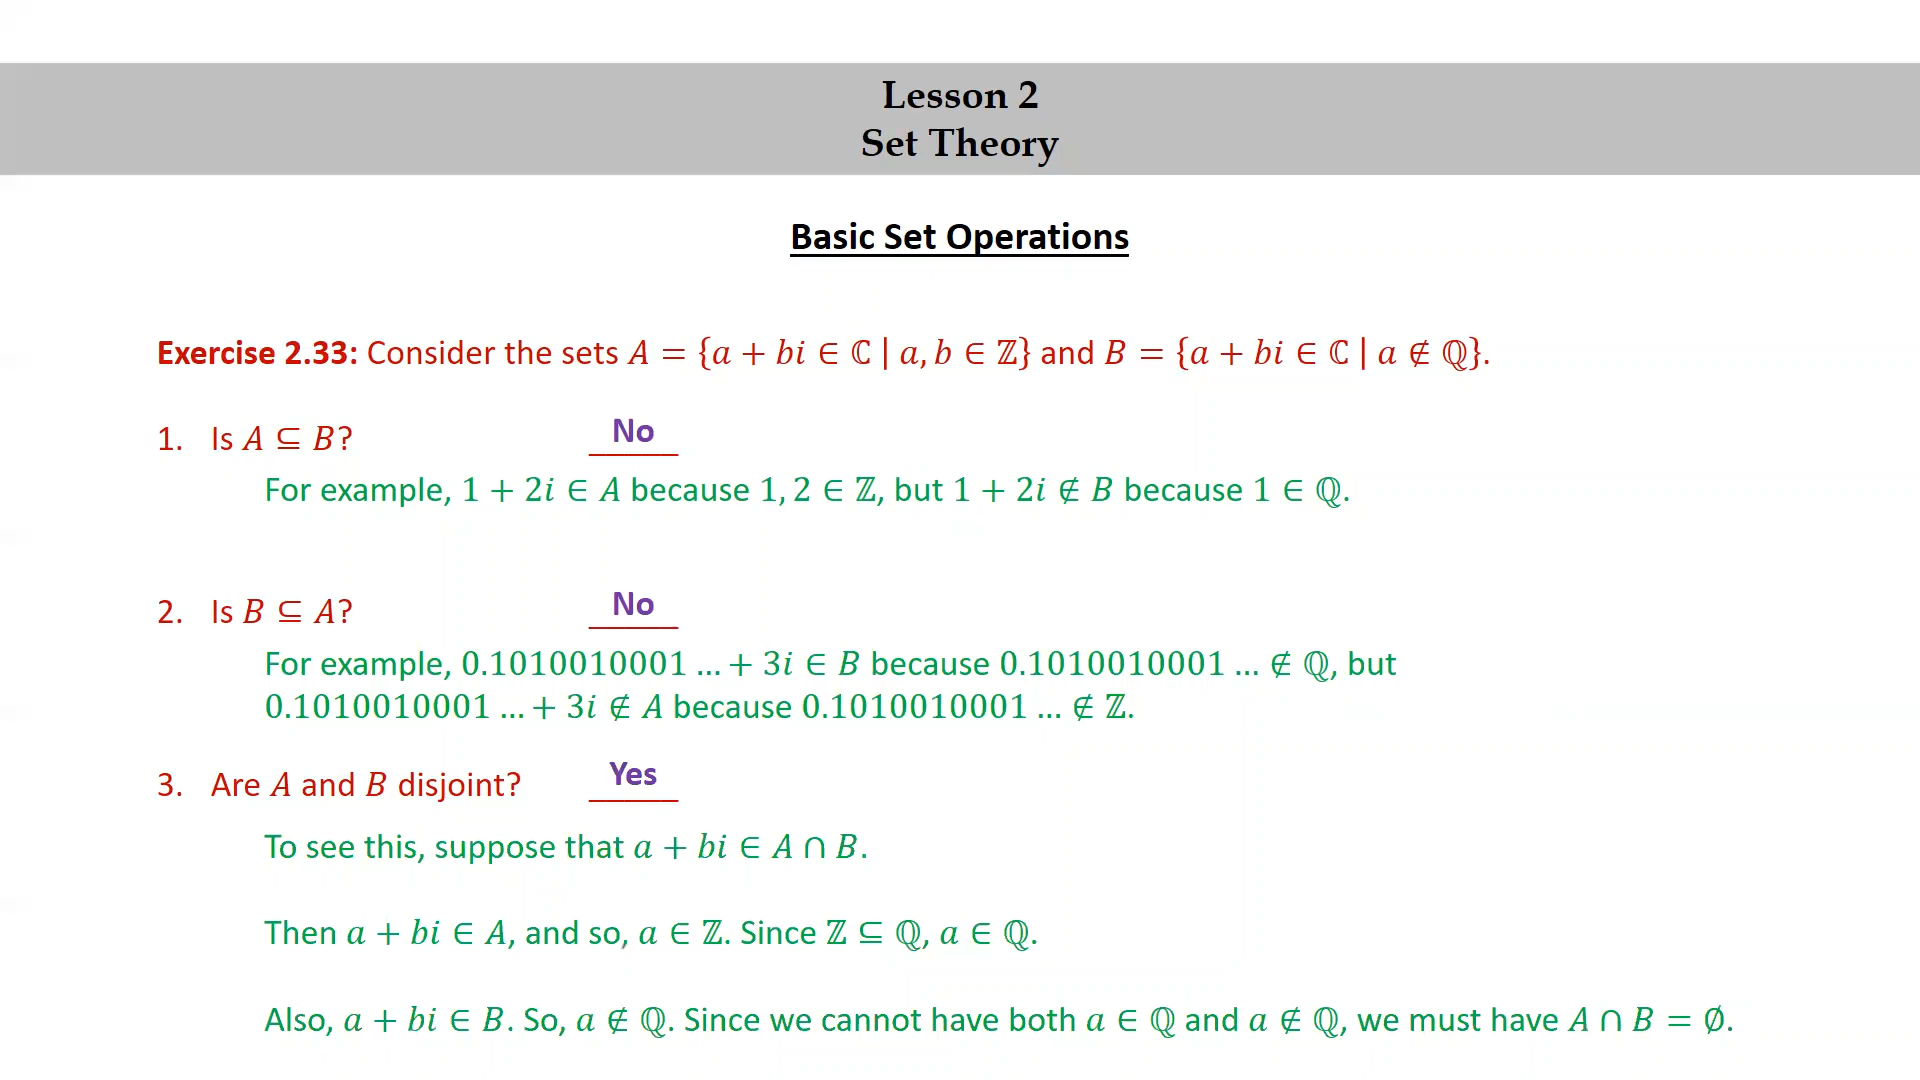 Lesson 2
Set Theory
Basic Set Operations
Exercise 2.33: Consider the sets 𝐴 = {𝑎 + 𝑏𝑖 ∈ ℂ | 𝑎, 𝑏 ∈ ℤ} and 𝐵 = {𝑎 + 𝑏𝑖 ∈ ℂ | 𝑎 ∉ ℚ}.
1. Is 𝐴 ⊆ 𝐵? No
For example, 1 + 2𝑖 ∈ 𝐴 because 1, 2 ∈ ℤ, but 1 + 2𝑖 ∉ 𝐵 because 1 ∈ ℚ.
2. Is 𝐵 ⊆ 𝐴? No
For example, 0.1010010001 … + 3𝑖 ∈ 𝐵 because 0.1010010001 … ∉ ℚ, but
0.1010010001 … + 3𝑖 ∉ 𝐴 because 0.1010010001 … ∉ ℤ.
3. Are 𝐴 and 𝐵 disjoint? Yes
To see this, suppose that 𝑎 + 𝑏𝑖 ∈ 𝐴 ∩ 𝐵.
Then 𝑎 + 𝑏𝑖 ∈ 𝐴, and so, 𝑎 ∈ ℤ. Since ℤ ⊆ ℚ, 𝑎 ∈ ℚ.
Also, 𝑎 + 𝑏𝑖 ∈ 𝐵. So, 𝑎 ∉ ℚ. Since we cannot have both 𝑎 ∈ ℚ and 𝑎 ∉ ℚ, we must have 𝐴 ∩ 𝐵 = ∅.